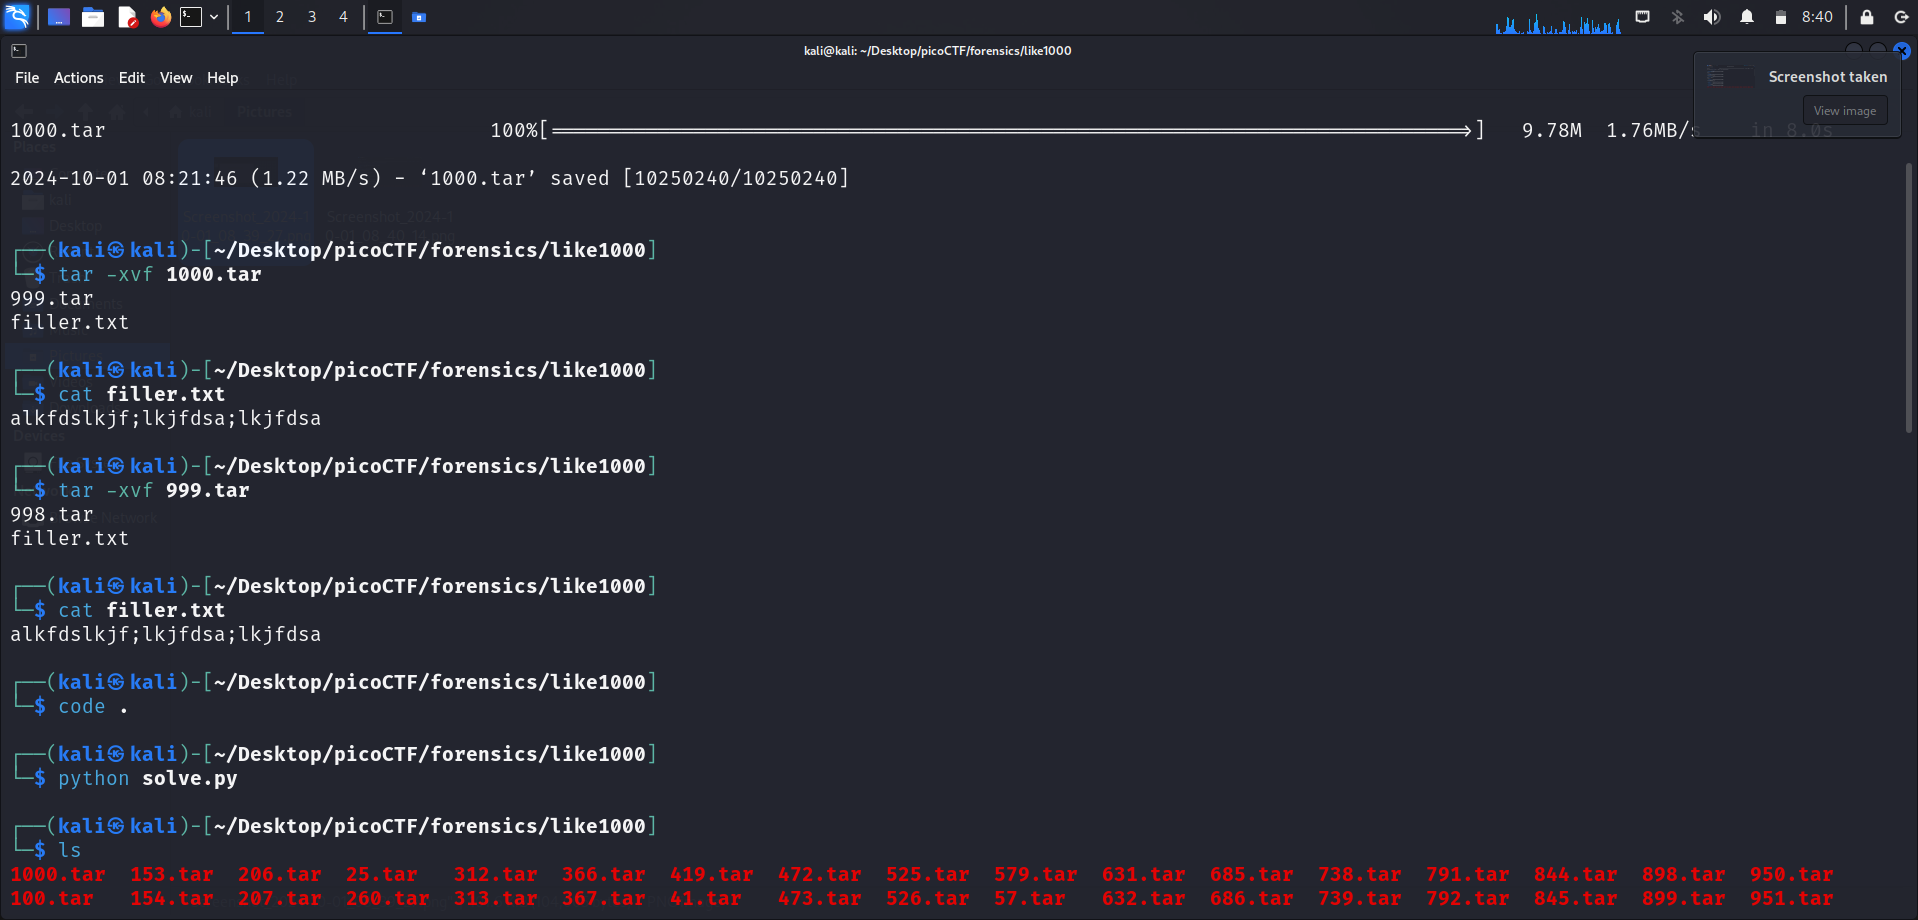 1 2 3 4 8:40
kali@kali: ~/Desktop/picoCTF/forensics/like1000
File Actions Edit View Help
Screenshot taken
View image
1000.tar 100%[===================>] 9.78M 1.76MB/s in 8.0s
2024-10-01 08:21:46 (1.22 MB/s) - ‘1000.tar’ saved [10250240/10250240]
┌──(kali㉿kali)-[~/Desktop/picoCTF/forensics/like1000]
└─$ tar -xvf 1000.tar
999.tar
filler.txt
┌──(kali㉿kali)-[~/Desktop/picoCTF/forensics/like1000]
└─$ cat filler.txt
alkfdslkjf;lkjfdsa;lkjfdsa
┌──(kali㉿kali)-[~/Desktop/picoCTF/forensics/like1000]
└─$ tar -xvf 999.tar
998.tar
filler.txt
┌──(kali㉿kali)-[~/Desktop/picoCTF/forensics/like1000]
└─$ cat filler.txt
alkfdslkjf;lkjfdsa;lkjfdsa
┌──(kali㉿kali)-[~/Desktop/picoCTF/forensics/like1000]
└─$ code .
┌──(kali㉿kali)-[~/Desktop/picoCTF/forensics/like1000]
└─$ python solve.py
┌──(kali㉿kali)-[~/Desktop/picoCTF/forensics/like1000]
└─$ ls
1000.tar 153.tar 206.tar 25.tar 312.tar 366.tar 419.tar 472.tar 525.tar 579.tar 631.tar 685.tar 738.tar 791.tar 844.tar 898.tar 950.tar
100.tar 154.tar 207.tar 260.tar 313.tar 367.tar 41.tar 473.tar 526.tar 57.tar 632.tar 686.tar 739.tar 792.tar 845.tar 899.tar 951.tar